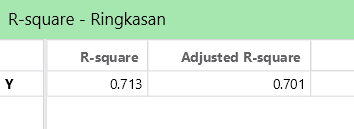 R-square - Ringkasan
R-square Adjusted R-square
Y 0.713 0.701